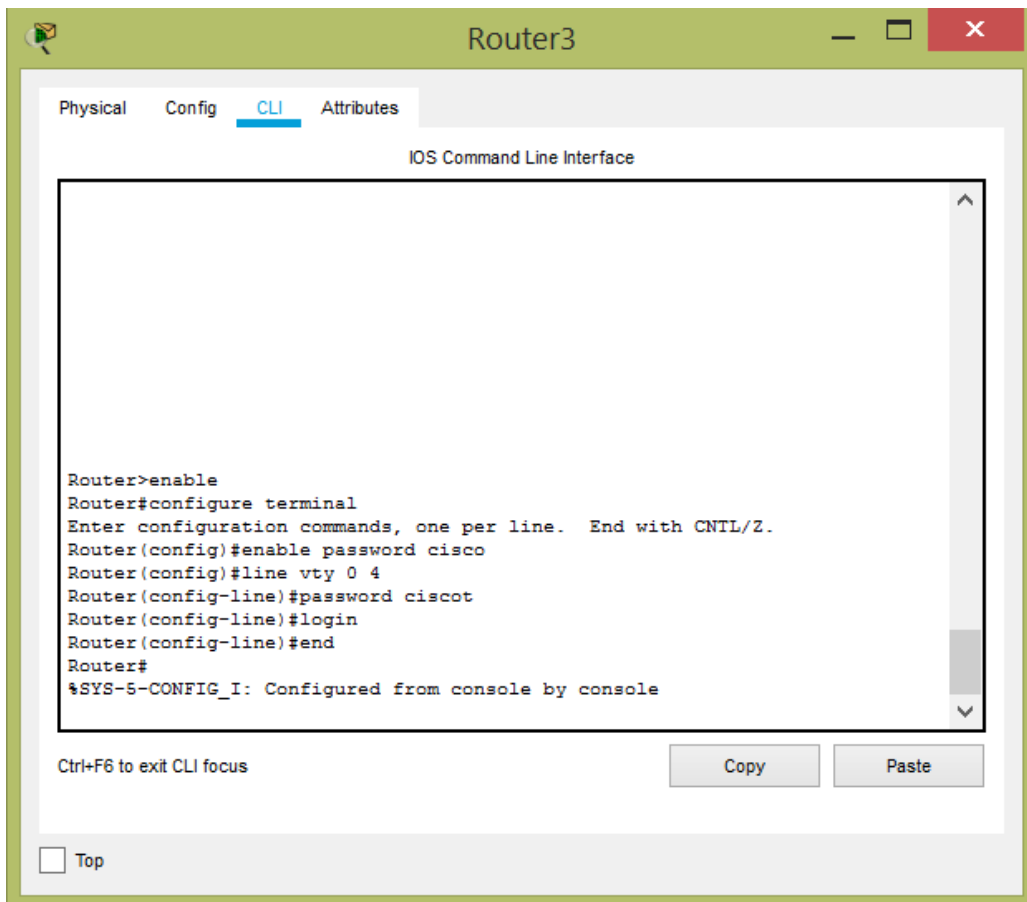 Router3
Physical Config CLI Attributes
IOS Command Line Interface
Router>enable
Router#configure terminal
Enter configuration commands, one per line.  End with CNTL/Z.
Router(config)#enable password cisco
Router(config)#line vty 0 4
Router(config-line)#password ciscot
Router(config-line)#login
Router(config-line)#end
Router#
%SYS-5-CONFIG_I: Configured from console by console
Ctrl+F6 to exit CLI focus
Copy Paste
Top